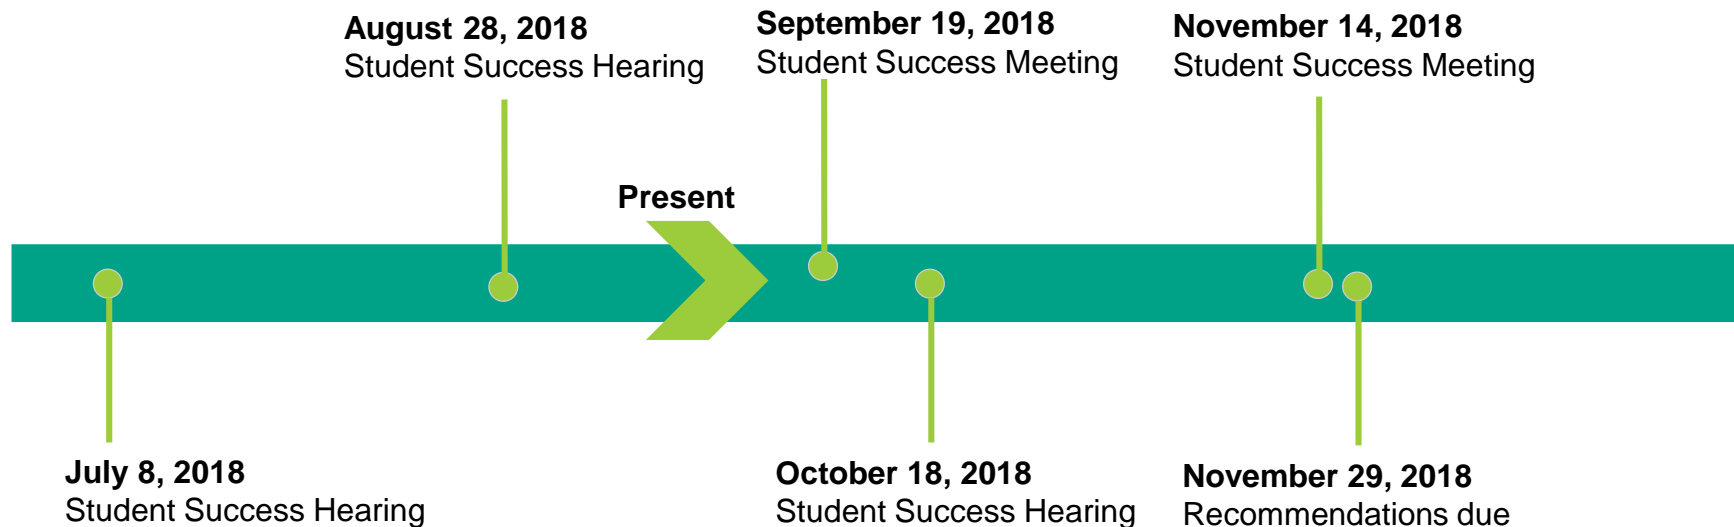 August 28, 2018
Student Success Hearing
September 19, 2018
Student Success Meeting
November 14, 2018
Student Success Meeting
Present
July 8, 2018
Student Success Hearing
October 18, 2018
Student Success Hearing
November 29, 2018
Recommendations due